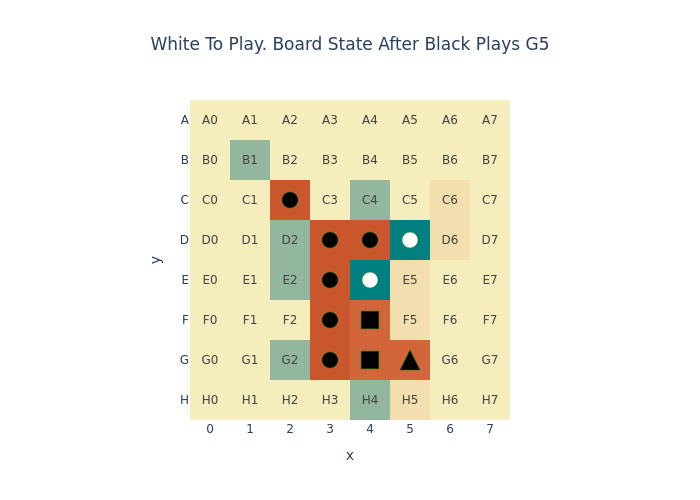 White To Play. Board State After Black Plays G5
A A0 A1 A2 A3 A4 A5 A6 A7
B B0 B1 B2 B3 B4 B5 B6 B7
C C0 C1 C3 C4 C5 C6 C7
D D0 D1 D2 D6 D7
y
E E0 E1 E2 E5 E6 E7
F F0 F1 F2 F5 F6 F7
G G0 G1 G2 G6 G7
H H0 H1 H2 H3 H4 H5 H6 H7
0 1 2 3 4 5 6 7
x